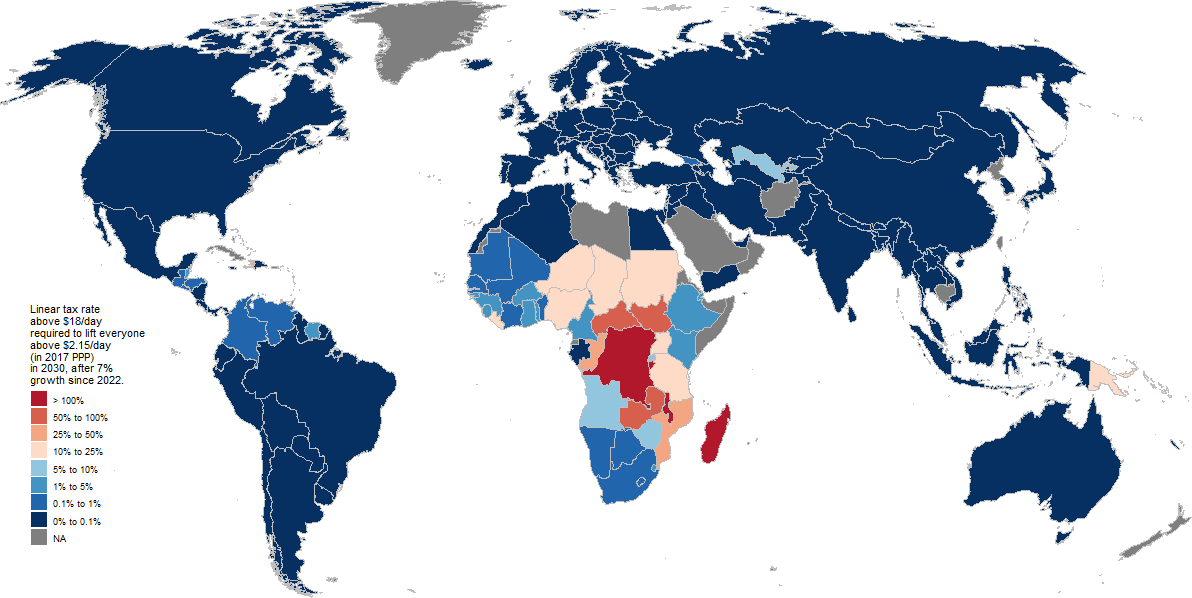 Linear tax rate
above $18/day
required to lift everyone
above $2.15/day
(in 2017 PPP)
in 2030, after 7%
growth since 2022.
> 100%
50% to 100%
25% to 50%
10% to 25%
5% to 10%
1% to 5%
0.1% to 1%
0% to 0.1%
NA